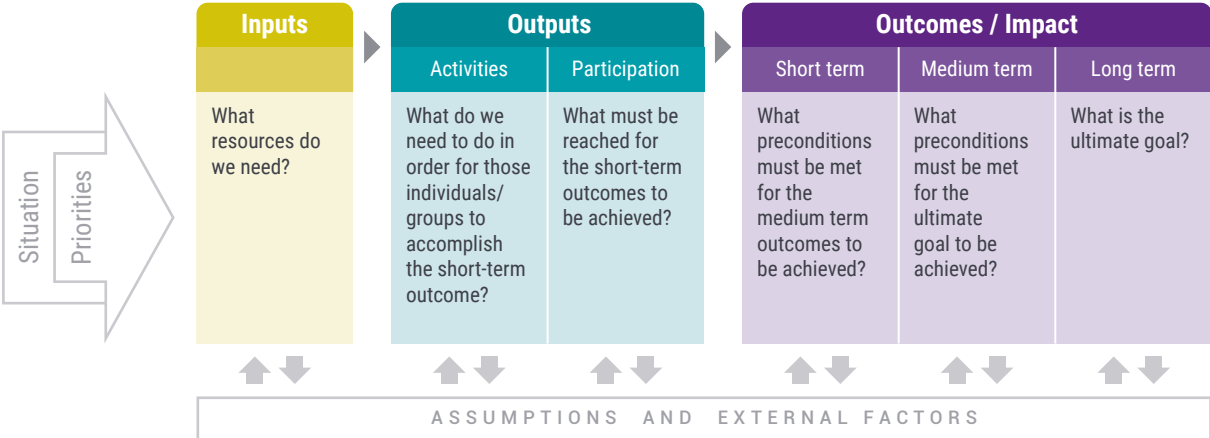 Situation
Priorities
Inputs
What
resources do
we need?
Outputs
Activities
What do we
need to do in
order for those
individuals/
groups to
accomplish
the short-term
outcome?
Participation
What must be
reached for
the short-term
outcomes to
be achieved?
Outcomes / Impact
Short term
What
preconditions
must be met
for the
medium term
outcomes to
be achieved?
Medium term
What
preconditions
must be met
for the
ultimate
goal to be
achieved?
Long term
What is the
ultimate goal?
ASSUMPTIONS AND EXTERNAL FACTORS